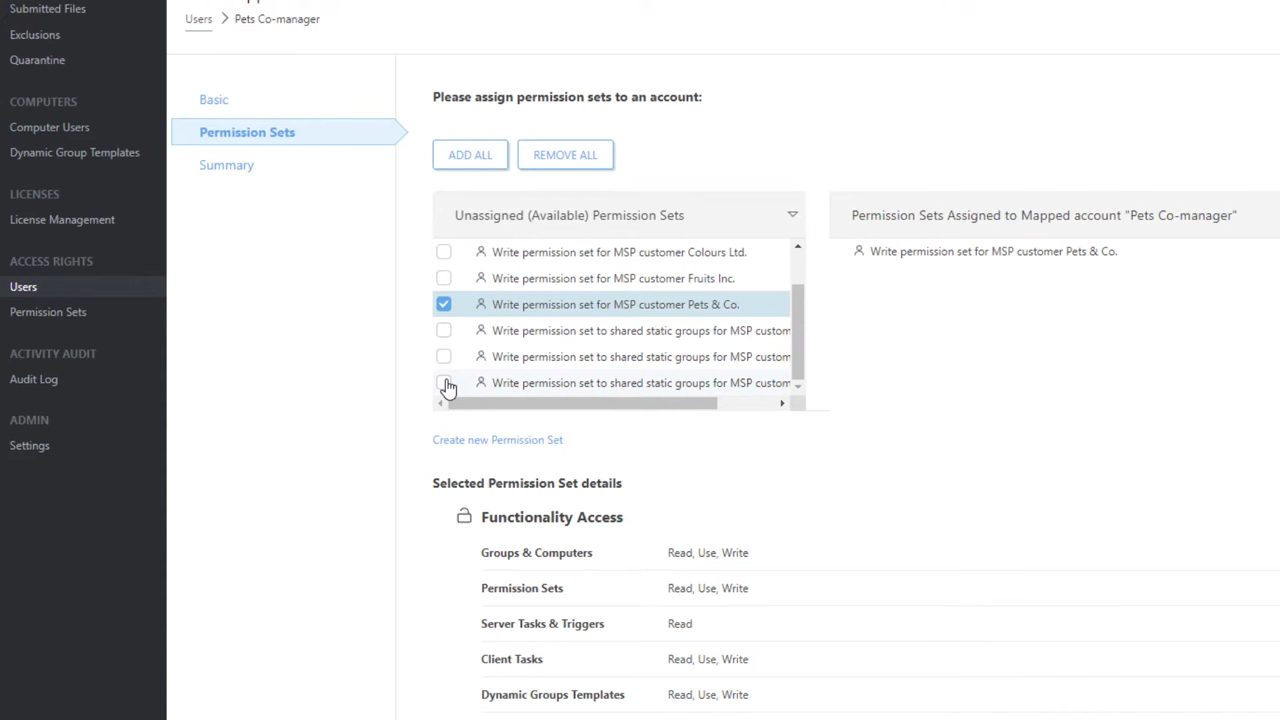 Submitted Files
Exclusions
Quarantine
COMPUTERS
Computer Users
Dynamic Group Templates
LICENSES
License Management
ACCESS RIGHTS
Users
Permission Sets
ACTIVITY AUDIT
Audit Log
ADMIN
Settings
Users > Pets Co-manager
Basic
Permission Sets
Summary
Please assign permission sets to an account:
ADD ALL REMOVE ALL
Unassigned (Available) Permission Sets
Write permission set for MSP customer Colours Ltd.
Write permission set for MSP customer Fruits Inc.
Write permission set for MSP customer Pets & Co.
Write permission set to shared static groups for MSP custom
Write permission set to shared static groups for MSP custom
Write permission set to shared static groups for MSP custom
Permission Sets Assigned to Mapped account "Pets Co-manager"
Write permission set for MSP customer Pets & Co.
Create new Permission Set
Selected Permission Set details
Functionality Access
Groups & Computers Read, Use, Write
Permission Sets Read, Use, Write
Server Tasks & Triggers Read
Client Tasks Read, Use, Write
Dynamic Groups Templates Read, Use, Write